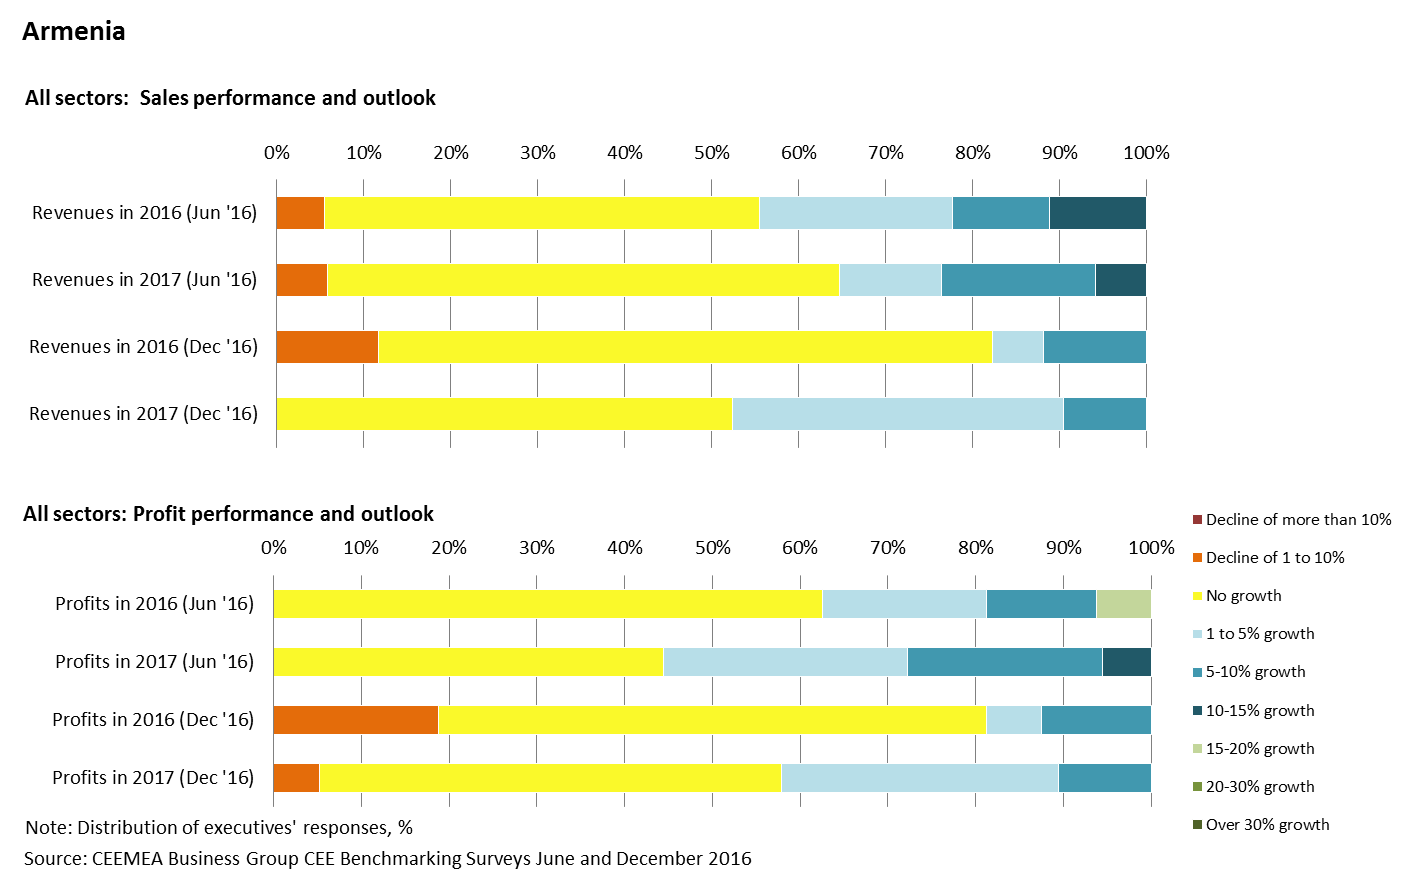 Armenia
All sectors:  Sales performance and outlook
0% 10% 20% 30% 40% 50% 60% 70% 80% 90% 100%
Revenues in 2016 (Jun '16)
Revenues in 2017 (Jun '16)
Revenues in 2016 (Dec '16)
Revenues in 2017 (Dec '16)
All sectors: Profit performance and outlook
0% 10% 20% 30% 40% 50% 60% 70% 80% 90% 100%
Profits in 2016 (Jun '16)
Profits in 2017 (Jun '16)
Profits in 2016 (Dec '16)
Profits in 2017 (Dec '16)
Decline of more than 10%
Decline of 1 to 10%
No growth
1 to 5% growth
5-10% growth
10-15% growth
15-20% growth
20-30% growth
Over 30% growth
Note: Distribution of executives' responses, %
Source: CEEMEA Business Group CEE Benchmarking Surveys June and December 2016